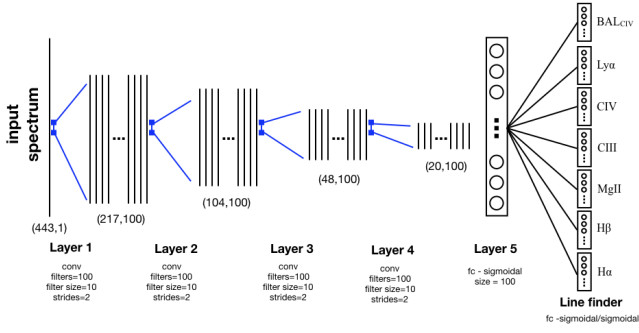 input
spectrum
(443,1)
(217,100)
(104,100)
(48,100)
(20,100)
Layer 1
conv
filters=100
filter size=10
strides=2
Layer 2
conv
filters=100
filter size=10
strides=2
Layer 3
conv
filters=100
filter size=10
strides=2
Layer 4
conv
filters=100
filter size=10
strides=2
Layer 5
fc - sigmoidal
size = 100
BALCIV
Lyα
CIV
CIII
MgII
Hβ
Hα
Line finder
fc -sigmoidal/sigmoidal